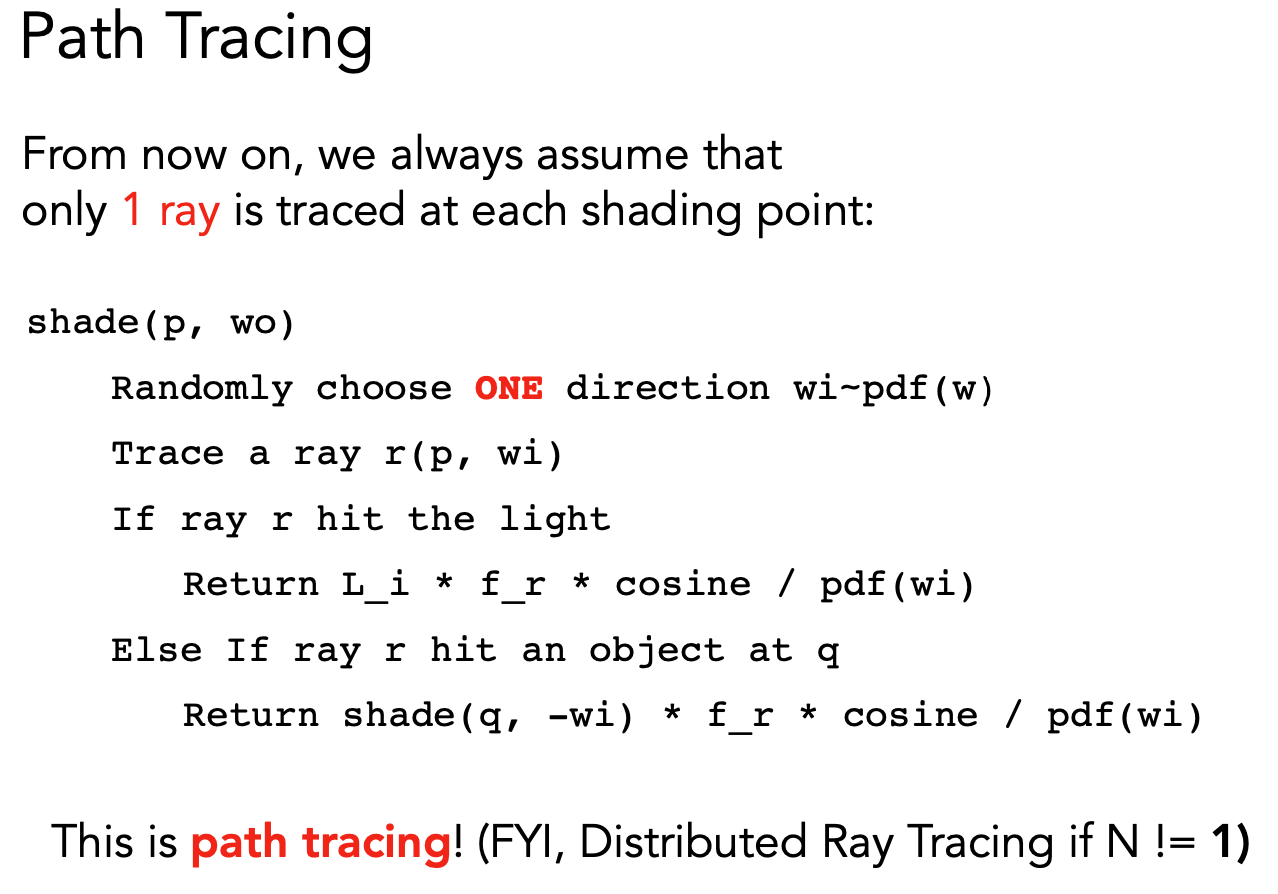 Path Tracing
From now on, we always assume that
only 1 ray is traced at each shading point:
shade(p, wo)
Randomly choose ONE direction wi~pdf(w)
Trace a ray r(p, wi)
If ray r hit the light
Return L_i * f_r * cosine / pdf(wi)
Else If ray r hit an object at q
Return shade(q, -wi) * f_r * cosine / pdf(wi)
This is path tracing! (FYI, Distributed Ray Tracing if N != 1)